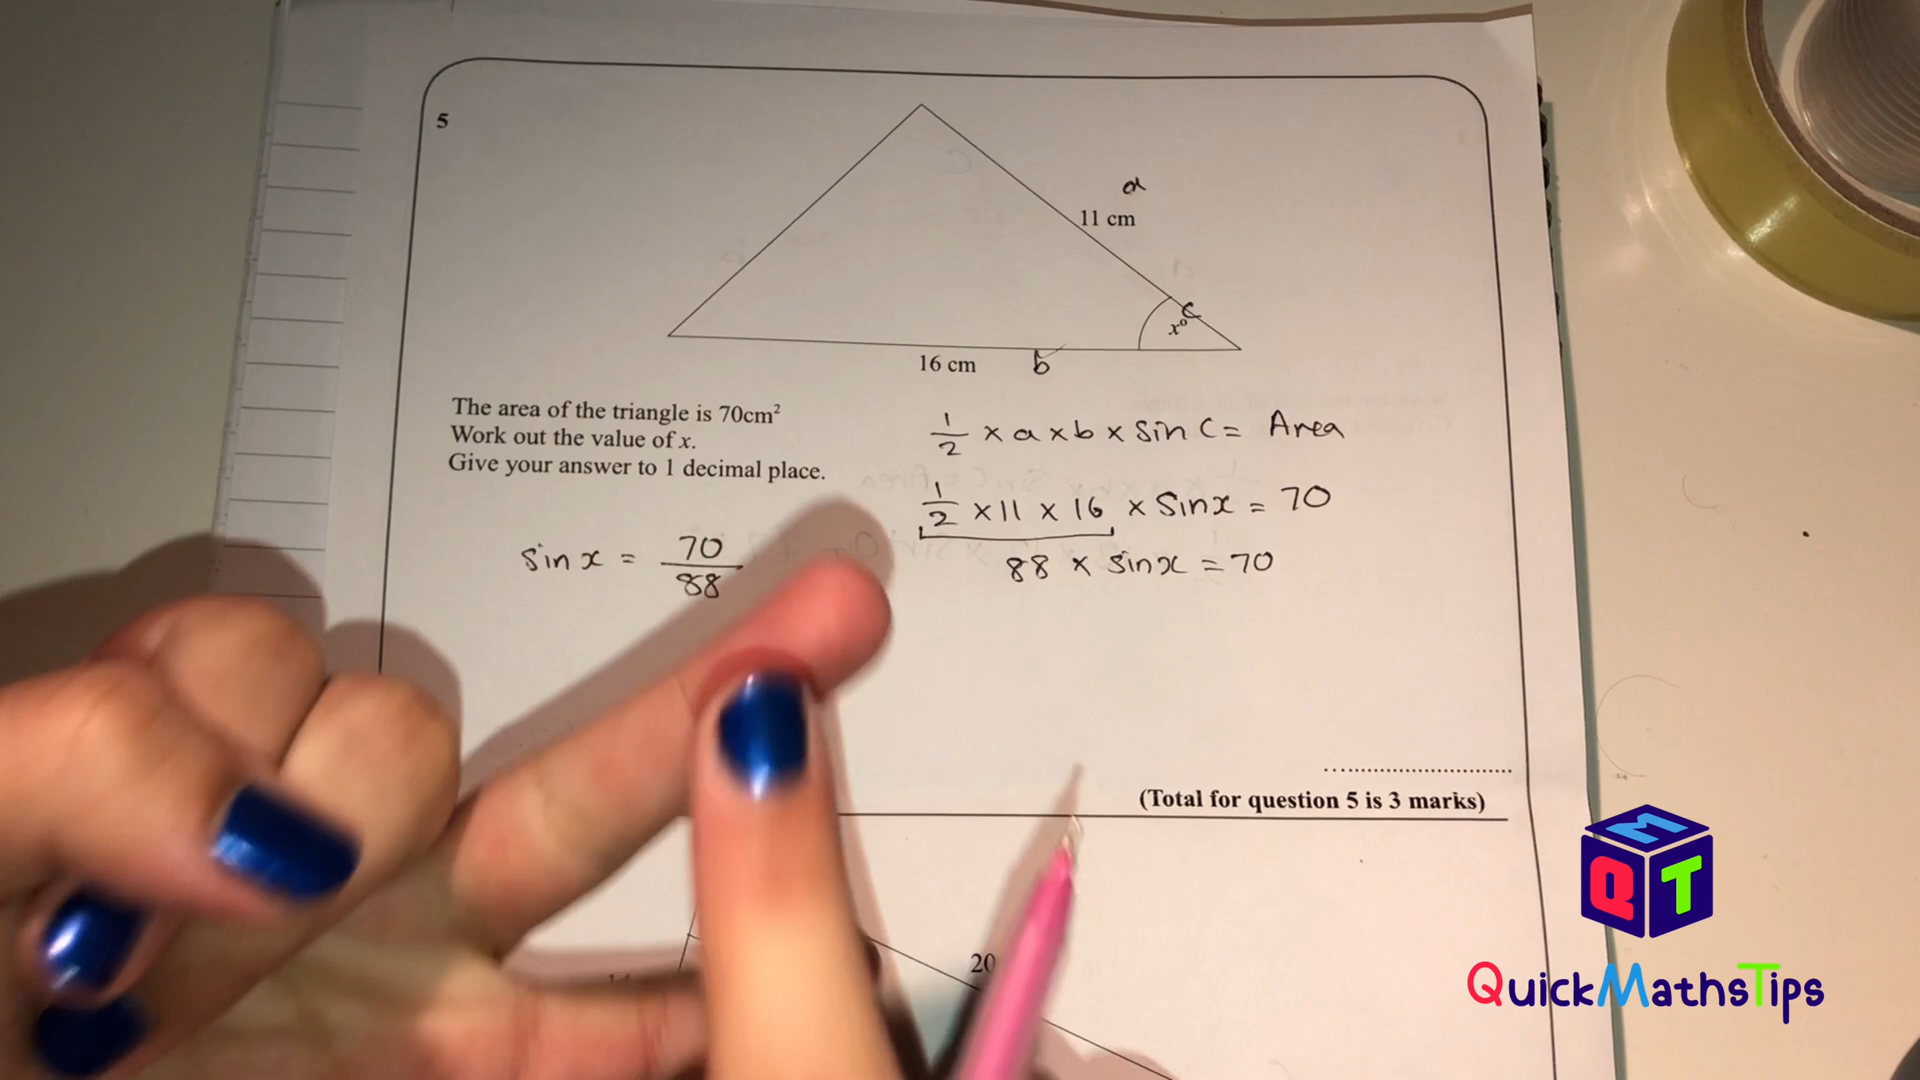 5
a
11 cm
C
x°
16 cm
b
The area of the triangle is 70cm²
Work out the value of x.
Give your answer to 1 decimal place.
1/2 × a × b × sin C = Area
1/2 × 11 × 16 × sin x = 70
88 × sin x = 70
sin x = 70/88
(Total for question 5 is 3 marks)
20
M
Q T
QuickMathsTips